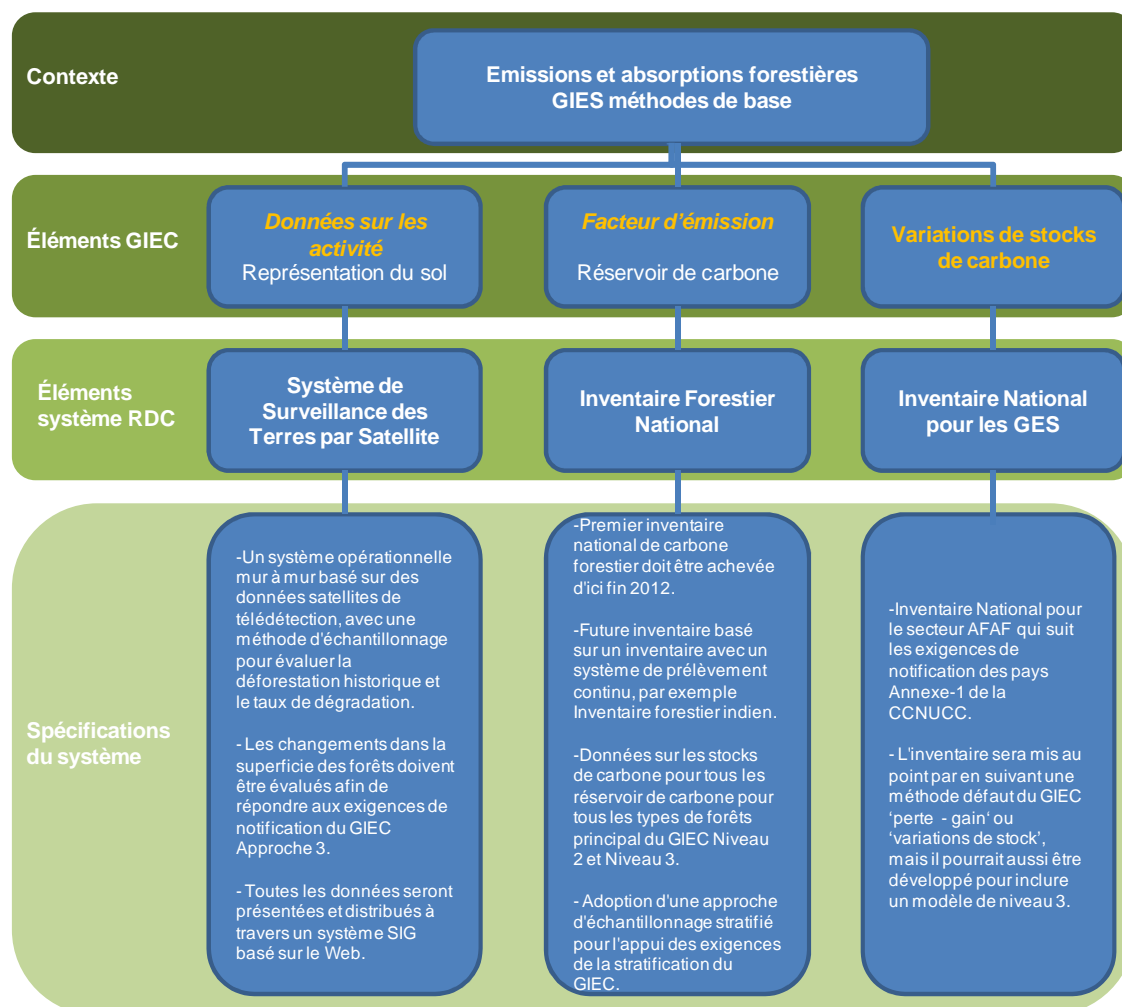 Contexte
Emissions et absorptions forestières
GIES méthodes de base
Éléments GIEC
Données sur les
activité
Représentation du sol
Facteur d'émission
Réservoir de carbone
Variations de stocks
de carbone
Éléments
système RDC
Système de
Surveillance des
Terres par Satellite
Inventaire Forestier
National
Inventaire National
pour les GES
Spécifications
du système
-Un système opérationnelle
mur à mur basé sur des
données satellites de
télédétection, avec une
méthode d'échantillonnage
pour évaluer la
déforestation historique et
le taux de dégradation.
- Les changements dans la
superficie des forêts doivent
être évalués afin de
répondre aux exigences de
notification du GIEC
Approche 3.
- Toutes les données seront
présentées et distribués à
travers un système SIG
basé sur le Web.
-Premier inventaire
national de carbone
forestier doit être achevée
d'ici fin 2012.
-Future inventaire basé
sur un inventaire avec un
système de prélèvement
continu, par exemple
Inventaire forestier indien.
-Données sur les stocks
de carbone pour tous les
réservoir de carbone pour
tous les types de forêts
principal du GIEC Niveau
2 et Niveau 3.
- Adoption d'une approche
d'échantillonnage stratifié
pour l'appui des exigences
de la stratification du
GIEC.
-Inventaire National pour
le secteur AFAF qui suit
les exigences de
notification des pays
Annexe-1 de la
CCNUCC.
- L'inventaire sera mis au
point par en suivant une
méthode défaut du GIEC
'perte - gain' ou
'variations de stock',
mais il pourrait aussi être
développé pour inclure
un modèle de niveau 3.